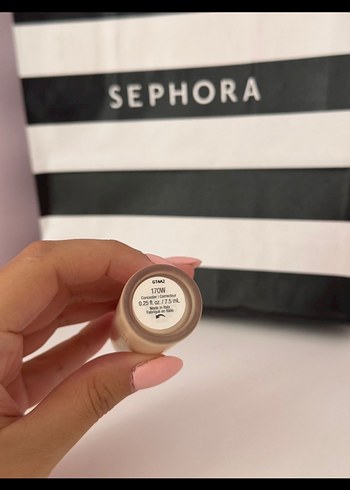 SEPHORA
170W
Concealer | Correcteur
0.25 fl. oz. / 7.5 mL
Made in Italy
Fabriqué en Italie